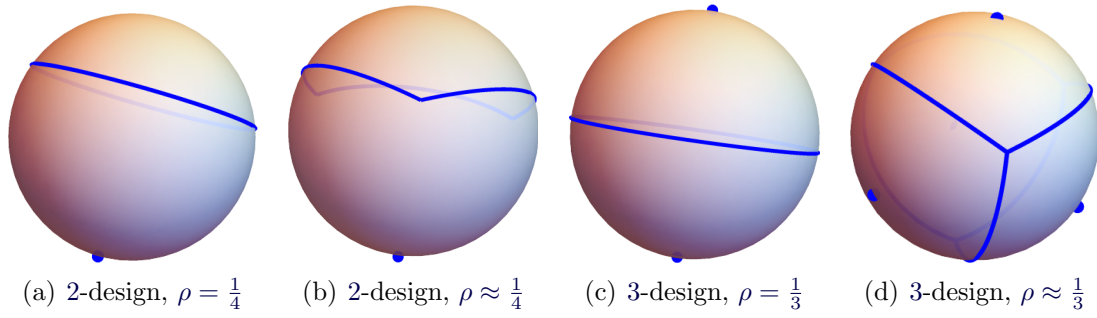 (a) 2-design, ρ = 1/4
(b) 2-design, ρ ≈ 1/4
(c) 3-design, ρ = 1/3
(d) 3-design, ρ ≈ 1/3